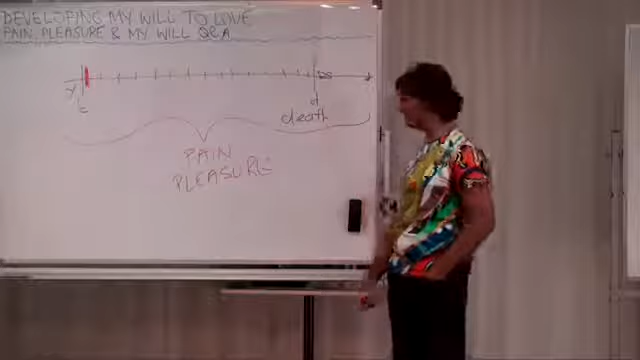 DEVELOPING MY WILL TO LOVE
PAIN, PLEASURE & MY WILL Q&A
d
death
PAIN
PLEASURE